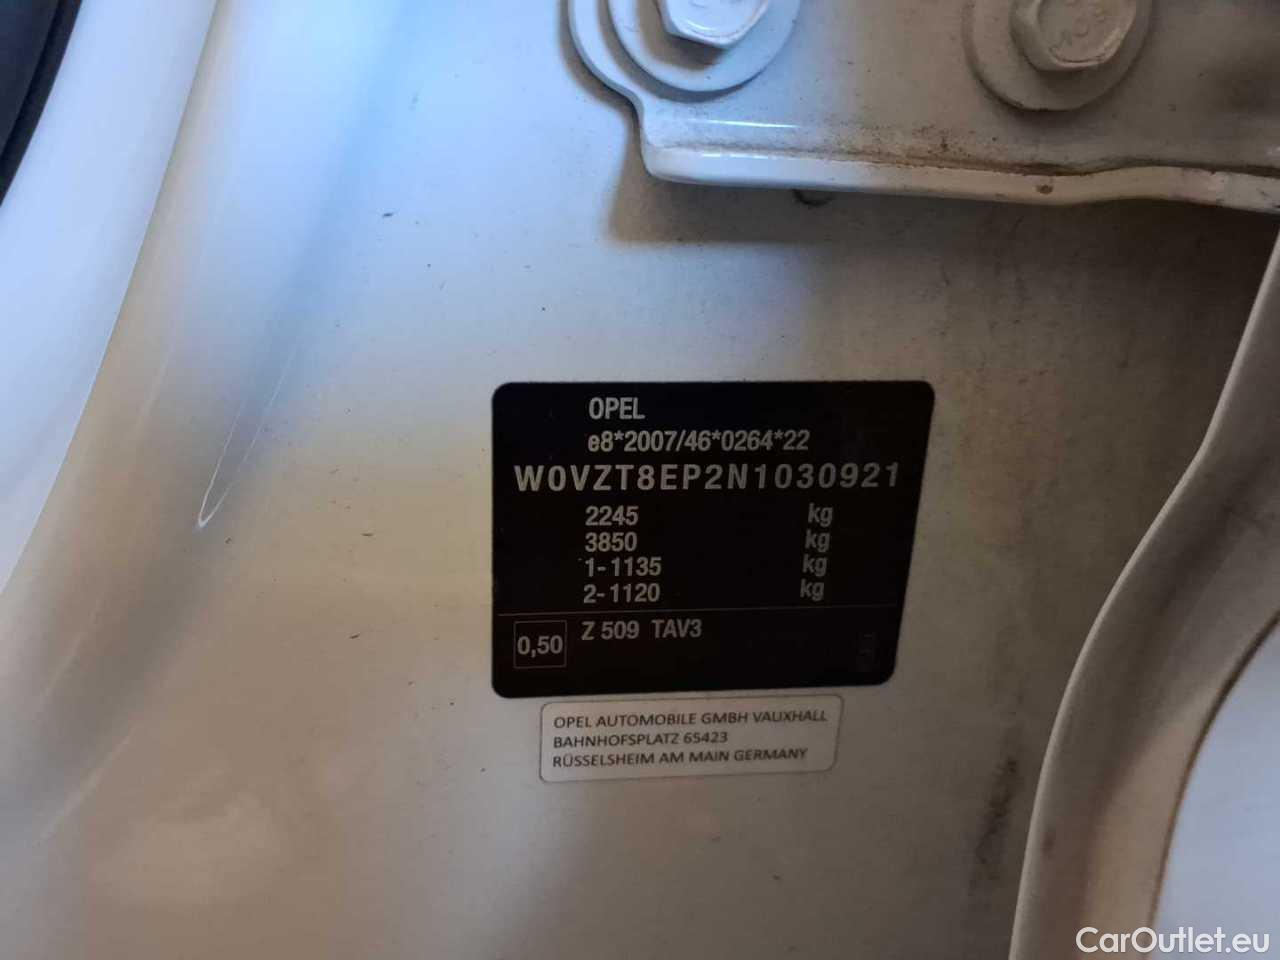 OPEL
e8*2007/46*0264*22
W0VZT8EP2N1030921
2245 kg
3850 kg
1-1135 kg
2-1120 kg
0,50 Z 509 TAV3
OPEL AUTOMOBILE GMBH VAUXHALL
BAHNHOFSPLATZ 65423
RÜSSELSHEIM AM MAIN GERMANY
CarOutlet.eu